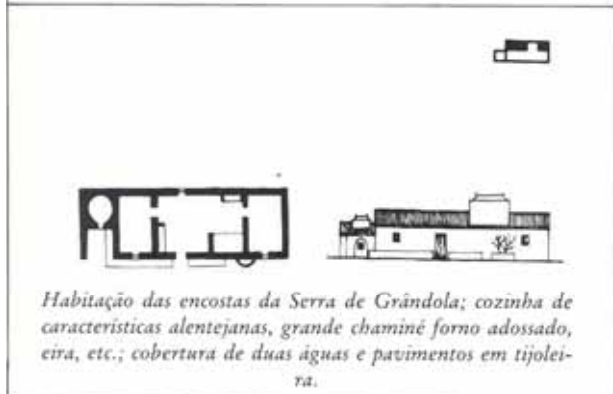 Habitação das encostas da Serra de Grândola; cozinha de
características alentejanas, grande chaminé forno adossado,
eira, etc.; cobertura de duas águas e pavimentos em tijolei-
ra.